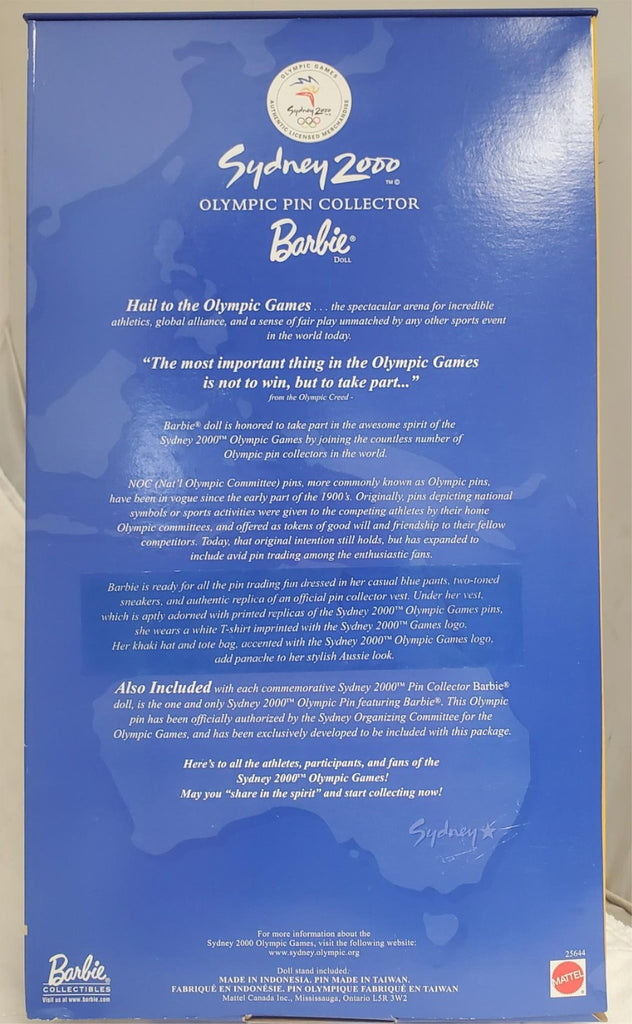 OLYMPIC GAMES
Sydney 2000
AUTHENTIC LICENSED MERCHANDISE
Sydney 2000 ™ ©
OLYMPIC PIN COLLECTOR
Barbie®
DOLL
Hail to the Olympic Games . . . the spectacular arena for incredible
athletics, global alliance, and a sense of fair play unmatched by any other sports event
in the world today.
“The most important thing in the Olympic Games
is not to win, but to take part...”
from the Olympic Creed -
Barbie® doll is honored to take part in the awesome spirit of the
Sydney 2000™ Olympic Games by joining the countless number of
Olympic pin collectors in the world.
NOC (Nat'l Olympic Committee) pins, more commonly known as Olympic pins,
have been in vogue since the early part of the 1900's. Originally, pins depicting national
symbols or sports activities were given to the competing athletes by their home
Olympic committees, and offered as tokens of good will and friendship to their fellow
competitors. Today, that original intention still holds, but has expanded to
include avid pin trading among the enthusiastic fans.
Barbie is ready for all the pin trading fun dressed in her casual blue pants, two-toned
sneakers, and authentic replica of an official pin collector vest. Under her vest,
which is aptly adorned with printed replicas of the Sydney 2000™ Olympic Games pins,
she wears a white T-shirt imprinted with the Sydney 2000™ Games logo.
Her khaki hat and tote bag, accented with the Sydney 2000™ Olympic Games logo,
add panache to her stylish Aussie look.
Also Included with each commemorative Sydney 2000™ Pin Collector Barbie®
doll, is the one and only Sydney 2000™ Olympic Pin featuring Barbie®. This Olympic
pin has been officially authorized by the Sydney Organizing Committee for the
Olympic Games, and has been exclusively developed to be included with this package.
Here's to all the athletes, participants, and fans of the
Sydney 2000™ Olympic Games!
May you “share in the spirit” and start collecting now!
Sydney
For more information about the
Sydney 2000 Olympic Games, visit the following website:
www.sydney.olympic.org
Doll stand included.
MADE IN INDONESIA. PIN MADE IN TAIWAN.
FABRIQUÉ EN INDONÉSIE. PIN OLYMPIQUE FABRIQUÉ EN TAIWAN
Mattel Canada Inc., Mississauga, Ontario L5R 3W2
Barbie
COLLECTIBLES
Visit us at www.barbie.com
25644
MATTEL